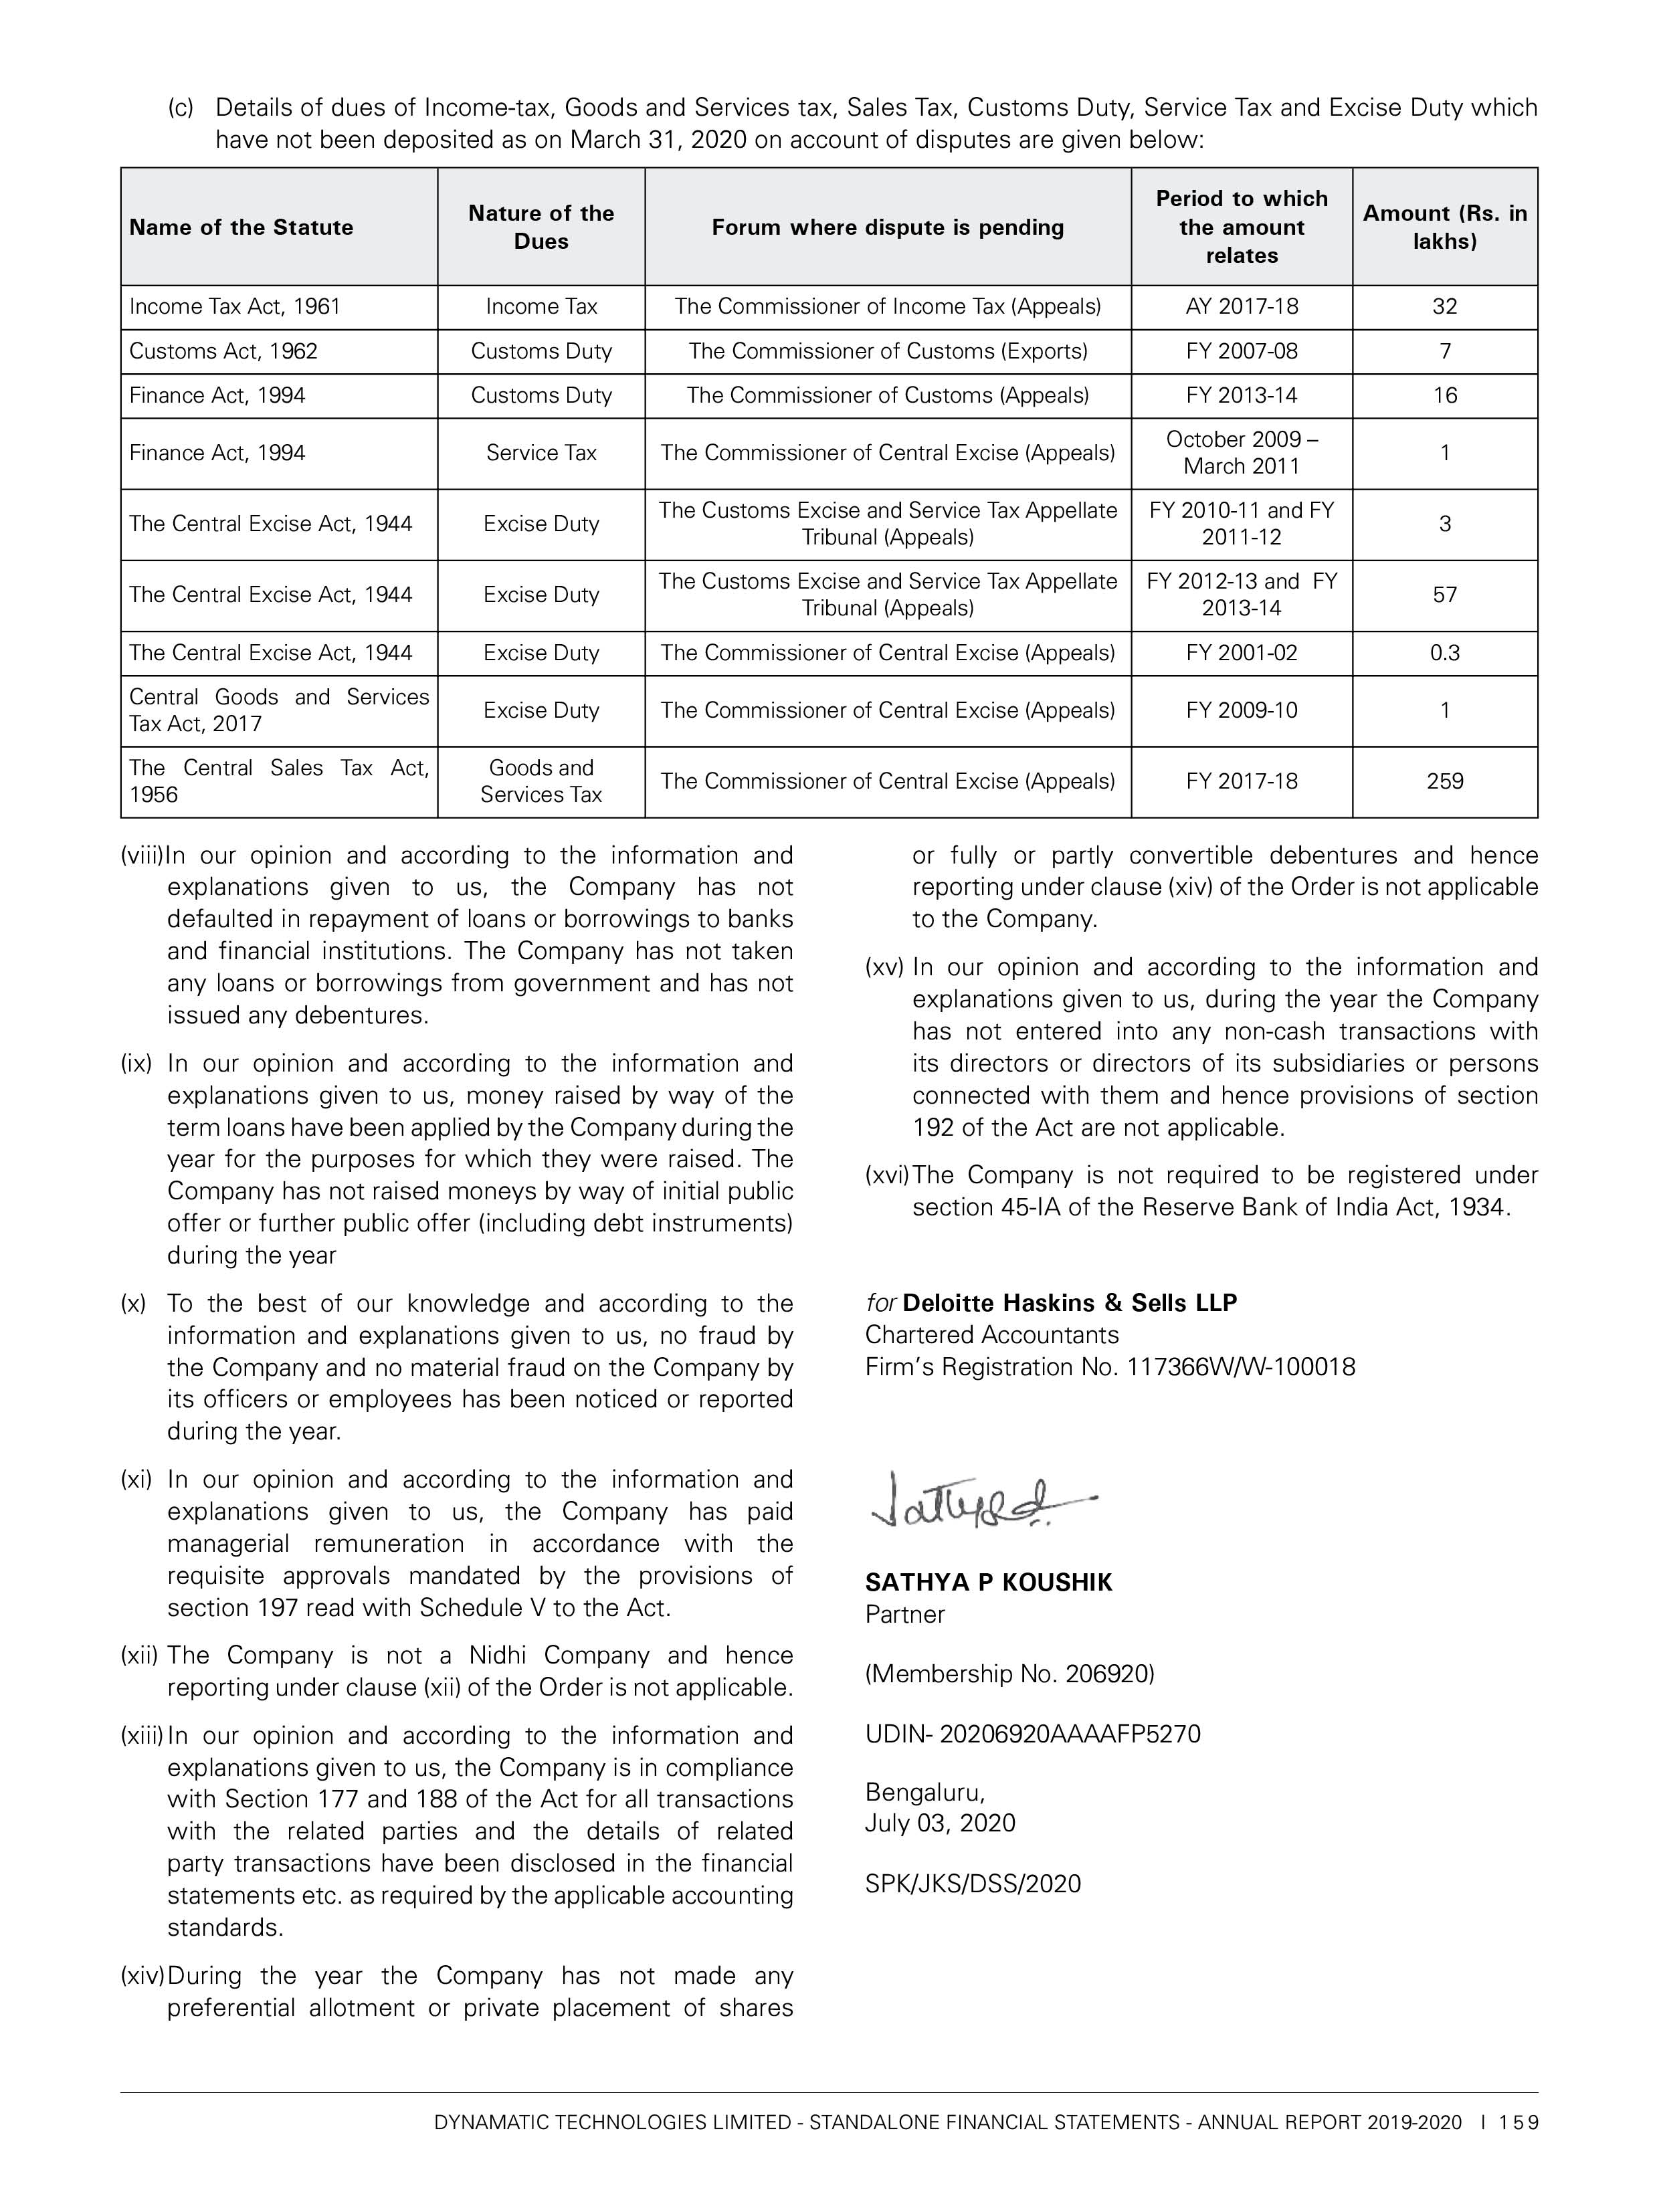 (c) Details of dues of Income-tax, Goods and Services tax, Sales Tax, Customs Duty, Service Tax and Excise Duty which
have not been deposited as on March 31, 2020 on account of disputes are given below:
Name of the Statute
Nature of the
Dues
Forum where dispute is pending
Period to which
the amount
relates
Amount (Rs. in
lakhs)
Income Tax Act, 1961 Income Tax The Commissioner of Income Tax (Appeals) AY 2017-18 32
Customs Act, 1962 Customs Duty The Commissioner of Customs (Exports) FY 2007-08 7
Finance Act, 1994 Customs Duty The Commissioner of Customs (Appeals) FY 2013-14 16
Finance Act, 1994 Service Tax The Commissioner of Central Excise (Appeals)
October 2009 –
March 2011
1
The Central Excise Act, 1944 Excise Duty
The Customs Excise and Service Tax Appellate
Tribunal (Appeals)
FY 2010-11 and FY
2011-12
3
The Central Excise Act, 1944 Excise Duty
The Customs Excise and Service Tax Appellate
Tribunal (Appeals)
FY 2012-13 and FY
2013-14
57
The Central Excise Act, 1944 Excise Duty The Commissioner of Central Excise (Appeals) FY 2001-02 0.3
Central Goods and Services
Tax Act, 2017
Excise Duty The Commissioner of Central Excise (Appeals) FY 2009-10 1
The Central Sales Tax Act,
1956
Goods and
Services Tax
The Commissioner of Central Excise (Appeals) FY 2017-18 259
(viii)In our opinion and according to the information and
explanations given to us, the Company has not
defaulted in repayment of loans or borrowings to banks
and financial institutions. The Company has not taken
any loans or borrowings from government and has not
issued any debentures.
(ix) In our opinion and according to the information and
explanations given to us, money raised by way of the
term loans have been applied by the Company during the
year for the purposes for which they were raised. The
Company has not raised moneys by way of initial public
offer or further public offer (including debt instruments)
during the year
(x) To the best of our knowledge and according to the
information and explanations given to us, no fraud by
the Company and no material fraud on the Company by
its officers or employees has been noticed or reported
during the year.
(xi) In our opinion and according to the information and
explanations given to us, the Company has paid
managerial remuneration in accordance with the
requisite approvals mandated by the provisions of
section 197 read with Schedule V to the Act.
(xii) The Company is not a Nidhi Company and hence
reporting under clause (xii) of the Order is not applicable.
(xiii)In our opinion and according to the information and
explanations given to us, the Company is in compliance
with Section 177 and 188 of the Act for all transactions
with the related parties and the details of related
party transactions have been disclosed in the financial
statements etc. as required by the applicable accounting
standards.
(xiv)During the year the Company has not made any
preferential allotment or private placement of shares
or fully or partly convertible debentures and hence
reporting under clause (xiv) of the Order is not applicable
to the Company.
(xv) In our opinion and according to the information and
explanations given to us, during the year the Company
has not entered into any non-cash transactions with
its directors or directors of its subsidiaries or persons
connected with them and hence provisions of section
192 of the Act are not applicable.
(xvi)The Company is not required to be registered under
section 45-IA of the Reserve Bank of India Act, 1934.
for Deloitte Haskins & Sells LLP
Chartered Accountants
Firm’s Registration No. 117366W/W-100018
SATHYA P KOUSHIK
Partner
(Membership No. 206920)
UDIN- 20206920AAAAFP5270
Bengaluru,
July 03, 2020
SPK/JKS/DSS/2020
DYNAMATIC TECHNOLOGIES LIMITED - STANDALONE FINANCIAL STATEMENTS - ANNUAL REPORT 2019-2020 | 159